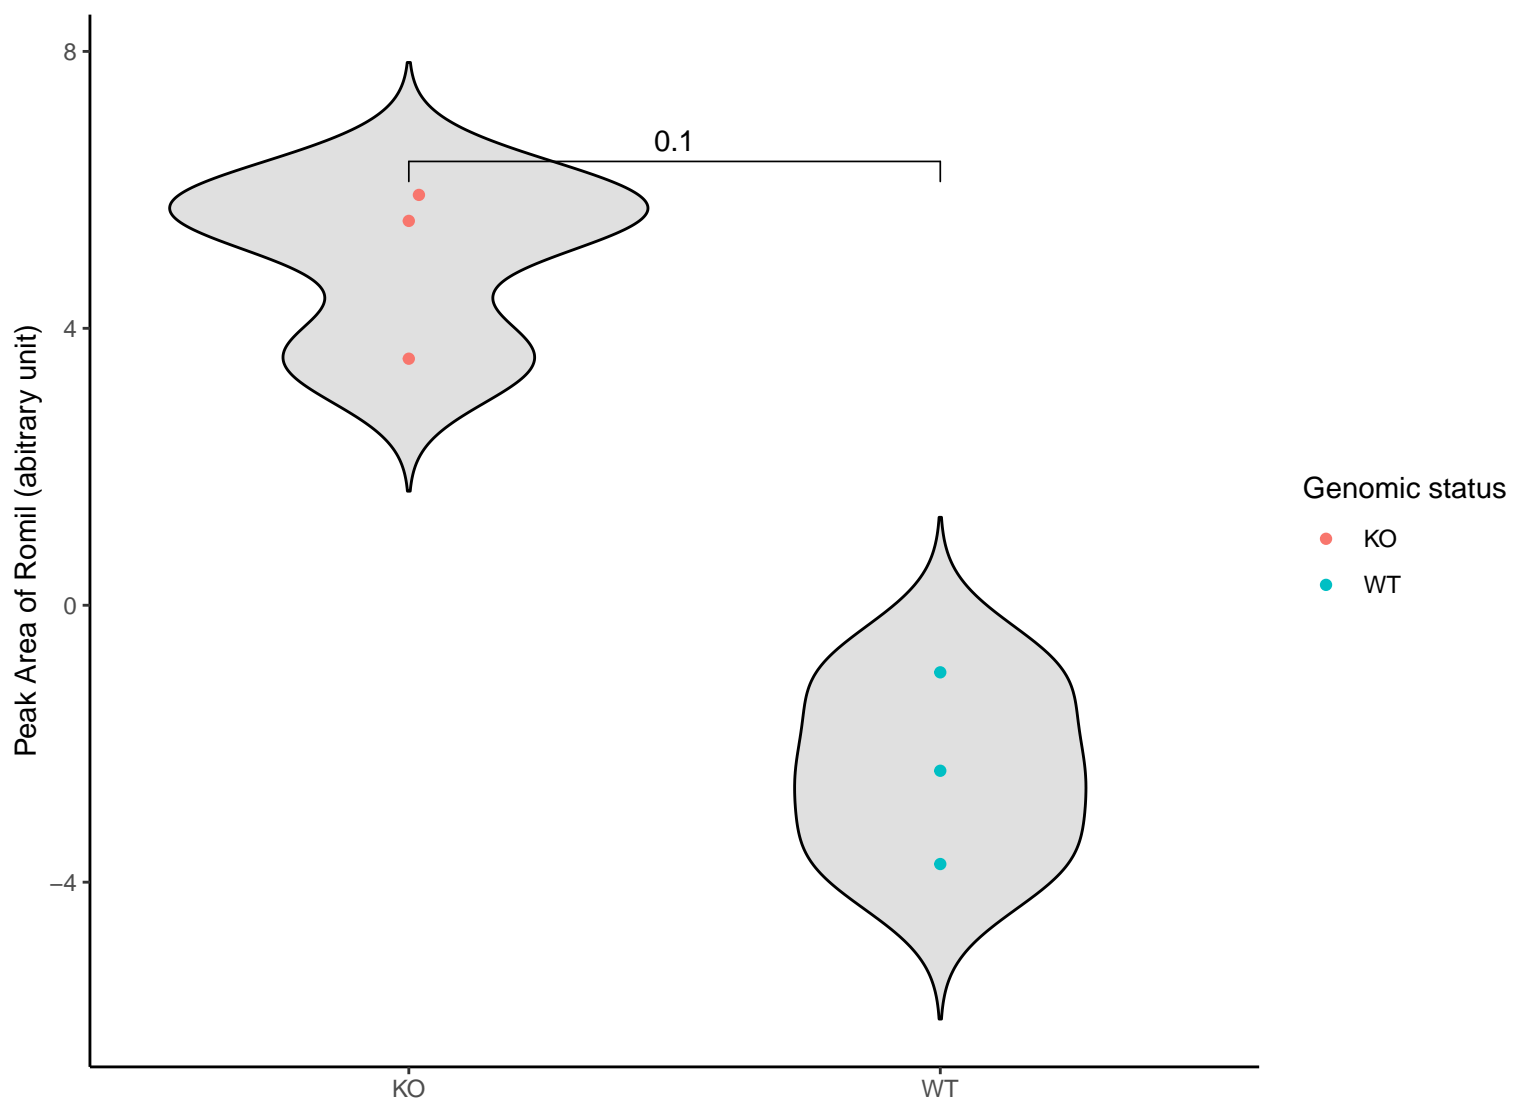 8
0.1
4
0
−4
Peak Area of Romil (abitrary unit)
KO
WT
Genomic status
KO
WT